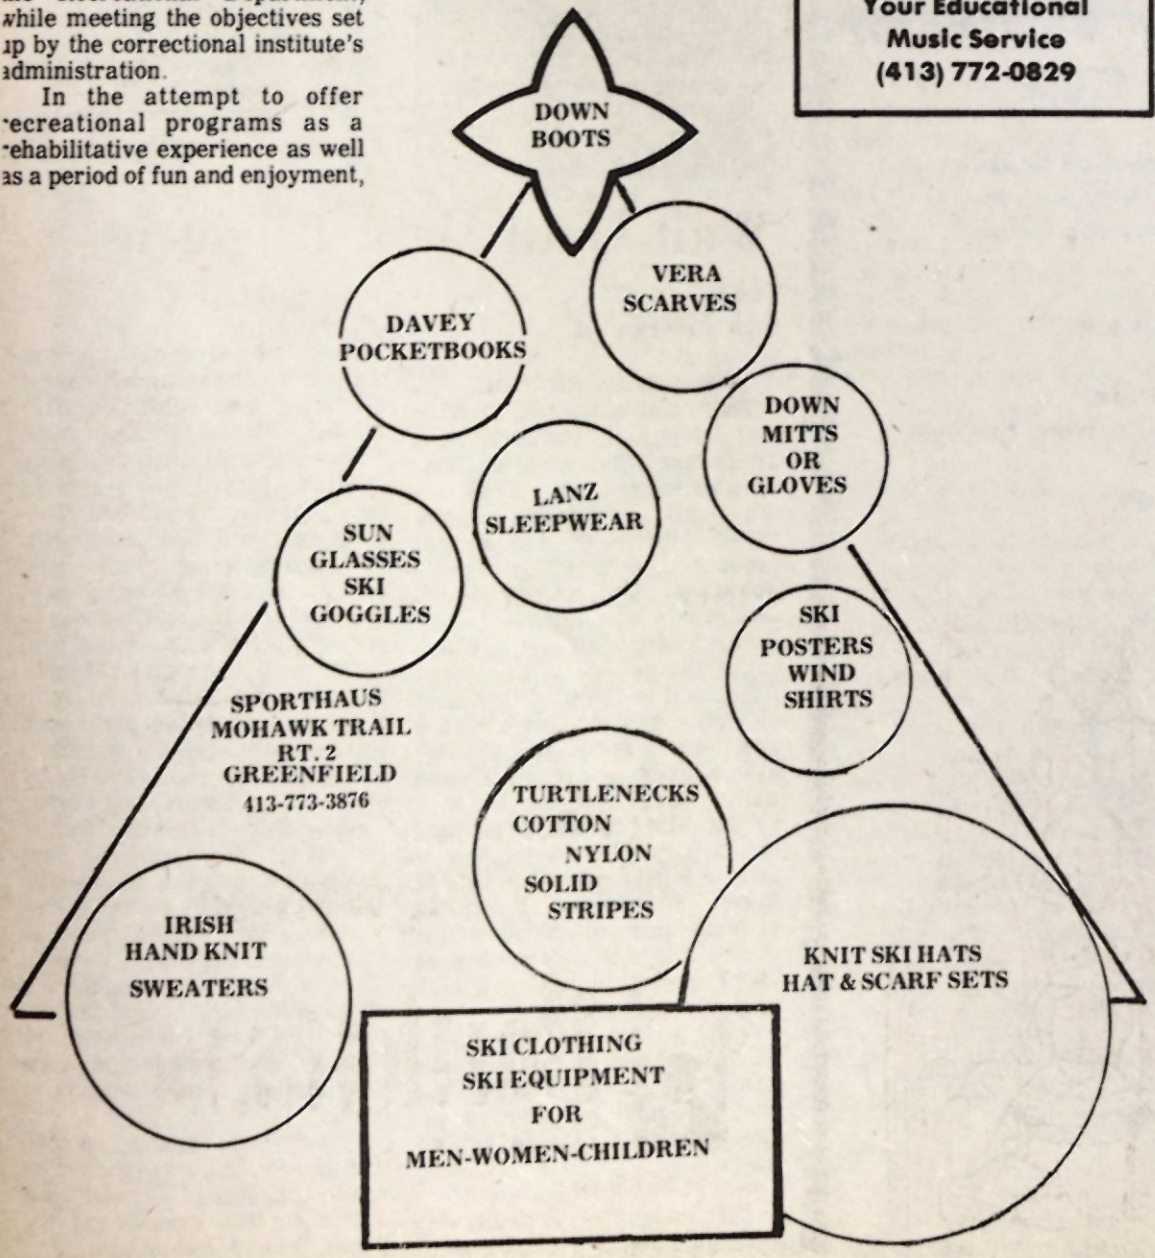 while meeting the objectives set
up by the correctional institute's
administration.
In the attempt to offer
recreational programs as a
rehabilitative experience as well
as a period of fun and enjoyment,
Your Educational
Music Service
(413) 772-0829
DOWN
BOOTS
VERA
SCARVES
DAVEY
POCKETBOOKS
DOWN
MITTS
OR
GLOVES
LANZ
SLEEPWEAR
SUN
GLASSES
SKI
GOGGLES
SKI
POSTERS
WIND
SHIRTS
SPORTHAUS
MOHAWK TRAIL
RT. 2
GREENFIELD
413-773-3876
TURTLENECKS
COTTON
NYLON
SOLID
STRIPES
IRISH
HAND KNIT
SWEATERS
KNIT SKI HATS
HAT & SCARF SETS
SKI CLOTHING
SKI EQUIPMENT
FOR
MEN-WOMEN-CHILDREN